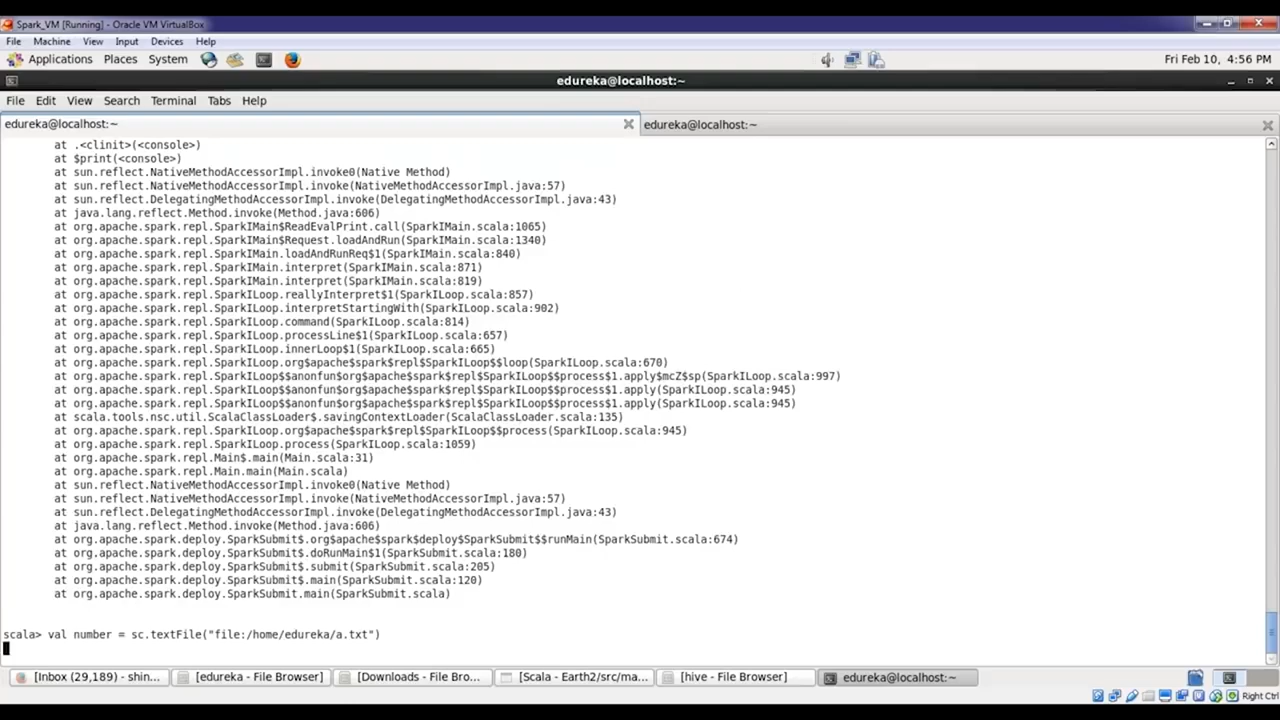 Spark_VM [Running] - Oracle VM VirtualBox
File Machine View Input Devices Help
Applications Places System Fri Feb 10, 4:56 PM
edureka@localhost:~
File Edit View Search Terminal Tabs Help
edureka@localhost:~ edureka@localhost:~
at .<clinit>(<console>)
at $print(<console>)
at sun.reflect.NativeMethodAccessorImpl.invoke0(Native Method)
at sun.reflect.NativeMethodAccessorImpl.invoke(NativeMethodAccessorImpl.java:57)
at sun.reflect.DelegatingMethodAccessorImpl.invoke(DelegatingMethodAccessorImpl.java:43)
at java.lang.reflect.Method.invoke(Method.java:606)
at org.apache.spark.repl.SparkIMain$ReadEvalPrint.call(SparkIMain.scala:1065)
at org.apache.spark.repl.SparkIMain$Request.loadAndRun(SparkIMain.scala:1340)
at org.apache.spark.repl.SparkIMain.loadAndRunReq$1(SparkIMain.scala:840)
at org.apache.spark.repl.SparkIMain.interpret(SparkIMain.scala:871)
at org.apache.spark.repl.SparkIMain.interpret(SparkIMain.scala:819)
at org.apache.spark.repl.SparkILoop.reallyInterpret$1(SparkILoop.scala:857)
at org.apache.spark.repl.SparkILoop.interpretStartingWith(SparkILoop.scala:902)
at org.apache.spark.repl.SparkILoop.command(SparkILoop.scala:814)
at org.apache.spark.repl.SparkILoop.processLine$1(SparkILoop.scala:657)
at org.apache.spark.repl.SparkILoop.innerLoop$1(SparkILoop.scala:665)
at org.apache.spark.repl.SparkILoop.org$apache$spark$repl$SparkILoop$$loop(SparkILoop.scala:670)
at org.apache.spark.repl.SparkILoop$$anonfun$org$apache$spark$repl$SparkILoop$$process$1.apply$mcZ$sp(SparkILoop.scala:997)
at org.apache.spark.repl.SparkILoop$$anonfun$org$apache$spark$repl$SparkILoop$$process$1.apply(SparkILoop.scala:945)
at org.apache.spark.repl.SparkILoop$$anonfun$org$apache$spark$repl$SparkILoop$$process$1.apply(SparkILoop.scala:945)
at scala.tools.nsc.util.ScalaClassLoader$.savingContextLoader(ScalaClassLoader.scala:135)
at org.apache.spark.repl.SparkILoop.org$apache$spark$repl$SparkILoop$$process(SparkILoop.scala:945)
at org.apache.spark.repl.SparkILoop.process(SparkILoop.scala:1059)
at org.apache.spark.repl.Main$.main(Main.scala:31)
at org.apache.spark.repl.Main.main(Main.scala)
at sun.reflect.NativeMethodAccessorImpl.invoke0(Native Method)
at sun.reflect.NativeMethodAccessorImpl.invoke(NativeMethodAccessorImpl.java:57)
at sun.reflect.DelegatingMethodAccessorImpl.invoke(DelegatingMethodAccessorImpl.java:43)
at java.lang.reflect.Method.invoke(Method.java:606)
at org.apache.spark.deploy.SparkSubmit$.org$apache$spark$deploy$SparkSubmit$$runMain(SparkSubmit.scala:674)
at org.apache.spark.deploy.SparkSubmit$.doRunMain$1(SparkSubmit.scala:180)
at org.apache.spark.deploy.SparkSubmit$.submit(SparkSubmit.scala:205)
at org.apache.spark.deploy.SparkSubmit$.main(SparkSubmit.scala:120)
at org.apache.spark.deploy.SparkSubmit.main(SparkSubmit.scala)
scala> val number = sc.textFile("file:/home/edureka/a.txt")
[Inbox (29,189) - shin... [edureka - File Browser] [Downloads - File Bro... [Scala - Earth2/src/ma... [hive - File Browser] edureka@localhost:~
Right Ctrl